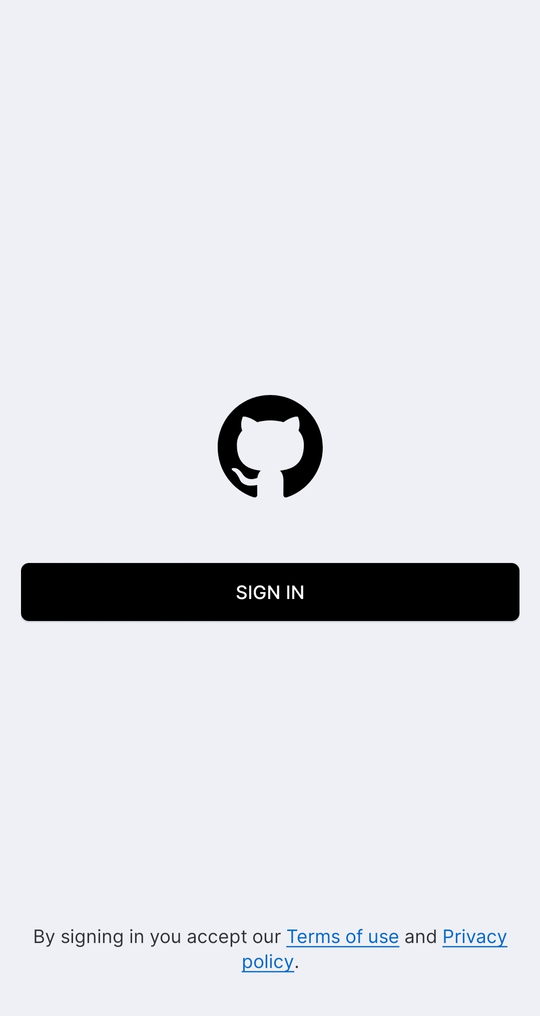 SIGN IN
By signing in you accept our Terms of use and Privacy
policy.